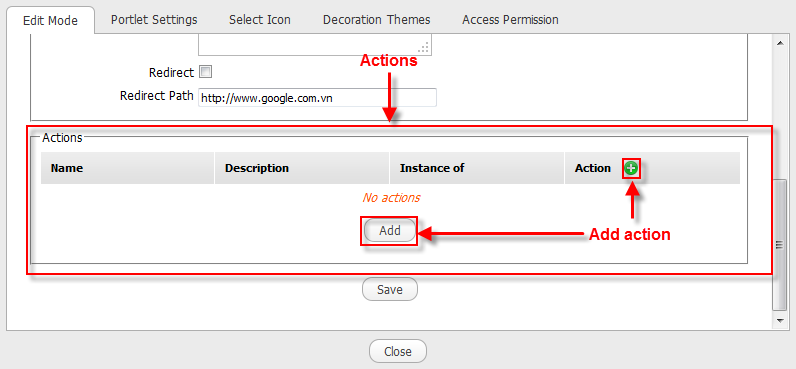 Edit Mode Portlet Settings Select Icon Decoration Themes Access Permission
Actions
Redirect
Redirect Path http://www.google.com.vn
Actions
Name Description Instance of Action
No actions
Add
Add action
Save
Close